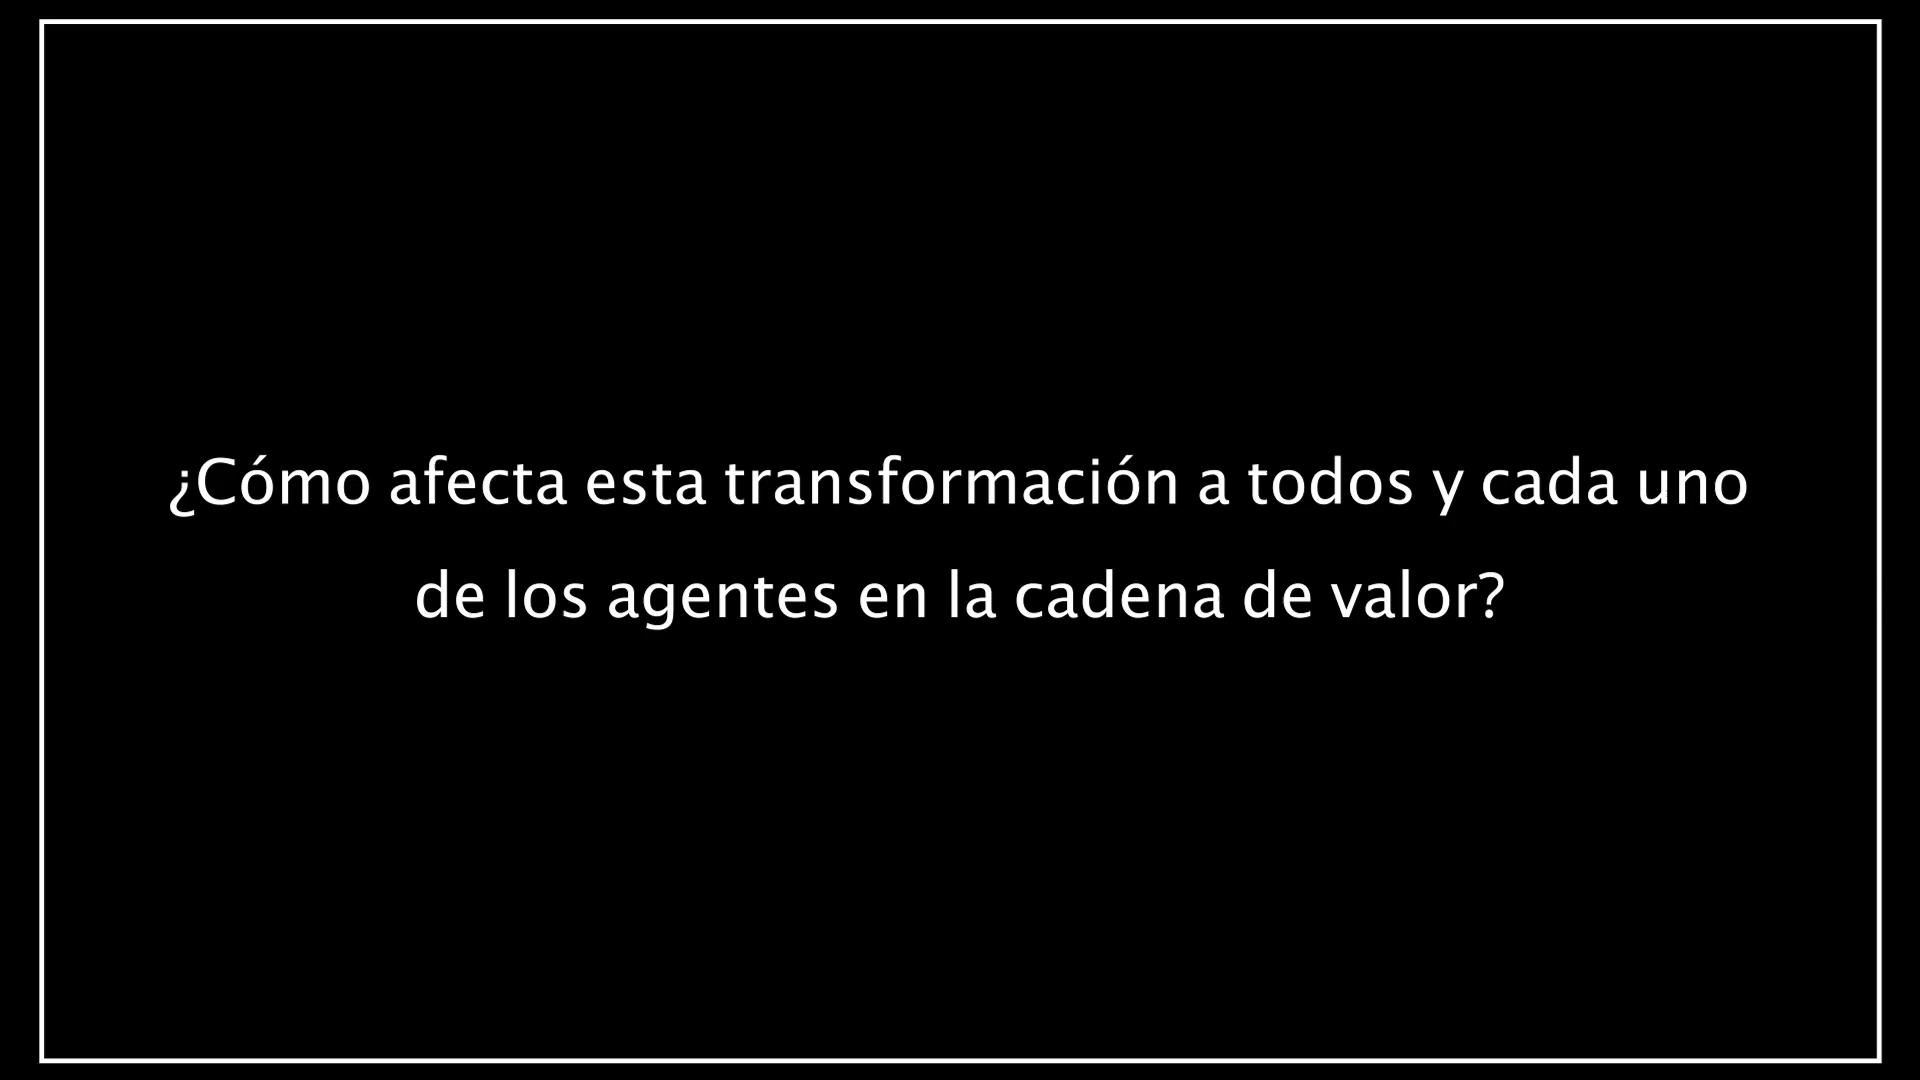 ¿Cómo afecta esta transformación a todos y cada uno
de los agentes en la cadena de valor?